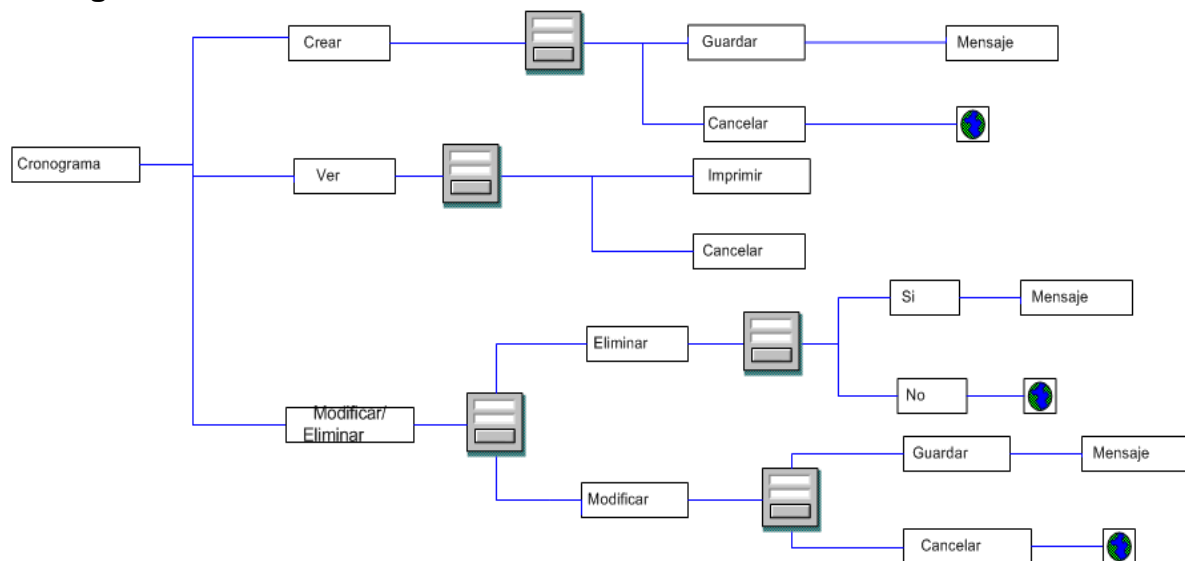 Crear
Guardar
Mensaje
Cancelar
Cronograma
Ver
Imprimir
Cancelar
Si
Mensaje
Eliminar
No
Modificar/
Eliminar
Guardar
Mensaje
Modificar
Cancelar